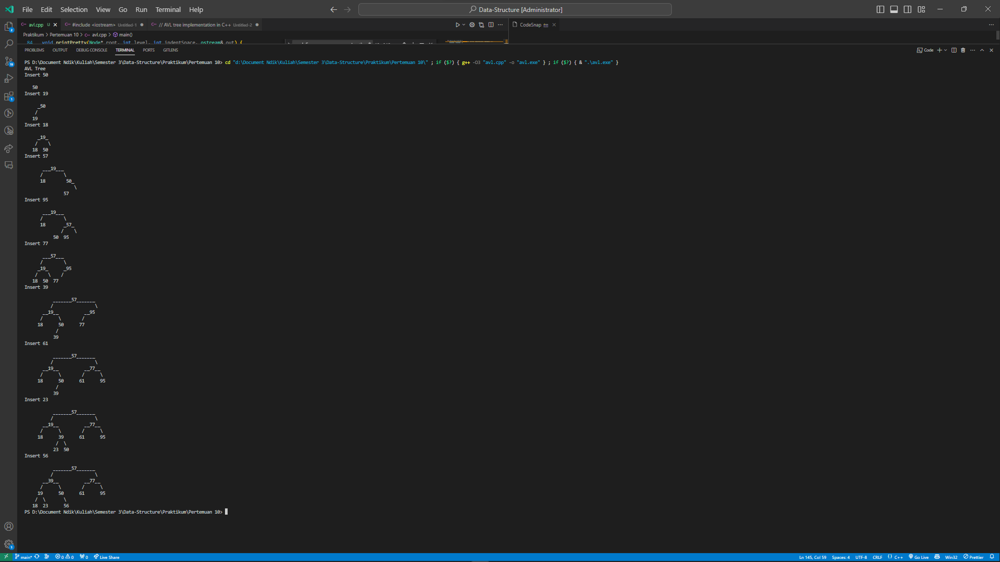 File Edit Selection View Go Run Terminal Help
Data-Structure [Administrator]
avl.cpp U #include <iostream> Untitled-1 // AVL tree implementation in C++ Untitled-2 CodeSnap
Praktikum > Pertemuan 10 > avl.cpp > main()
84 void printPretty(Node* root, int level, int indentSpace, ostream& out) {
PROBLEMS OUTPUT DEBUG CONSOLE TERMINAL PORTS GITLENS Code
PS D:\Document Ndik\Kuliah\Semester 3\Data-Structure\Praktikum\Pertemuan 10> cd "d:\Document Ndik\Kuliah\Semester 3\Data-Structure\Praktikum\Pertemuan 10\" ; if ($?) { g++ -O3 "avl.cpp" -o "avl.exe" } ; if ($?) { & ".\avl.exe" }
AVL Tree
Insert 50
50
Insert 19
_50
/
19
Insert 18
_19_
/ \
18 50
Insert 57
___19___
/ \
18 50_
\
57
Insert 95
___19___
/ \
18 _57_
/ \
50 95
Insert 77
___57___
/ \
_19_ _95
/ \ /
18 50 77
Insert 39
_______57_______
/ \
__19__ __95
/ \ /
18 50 77
/
39
Insert 61
_______57_______
/ \
__19__ __77__
/ \ / \
18 50 61 95
/
39
Insert 23
_______57_______
/ \
__19__ __77__
/ \ / \
18 39 61 95
/ \
23 50
Insert 56
_______57_______
/ \
__39__ __77__
/ \ / \
19 50 61 95
/ \ \
18 23 56
PS D:\Document Ndik\Kuliah\Semester 3\Data-Structure\Praktikum\Pertemuan 10>
main* 0 0 0 Live Share Ln 145, Col 59 Spaces: 4 UTF-8 CRLF {} C++ Go Live Win32 Prettier